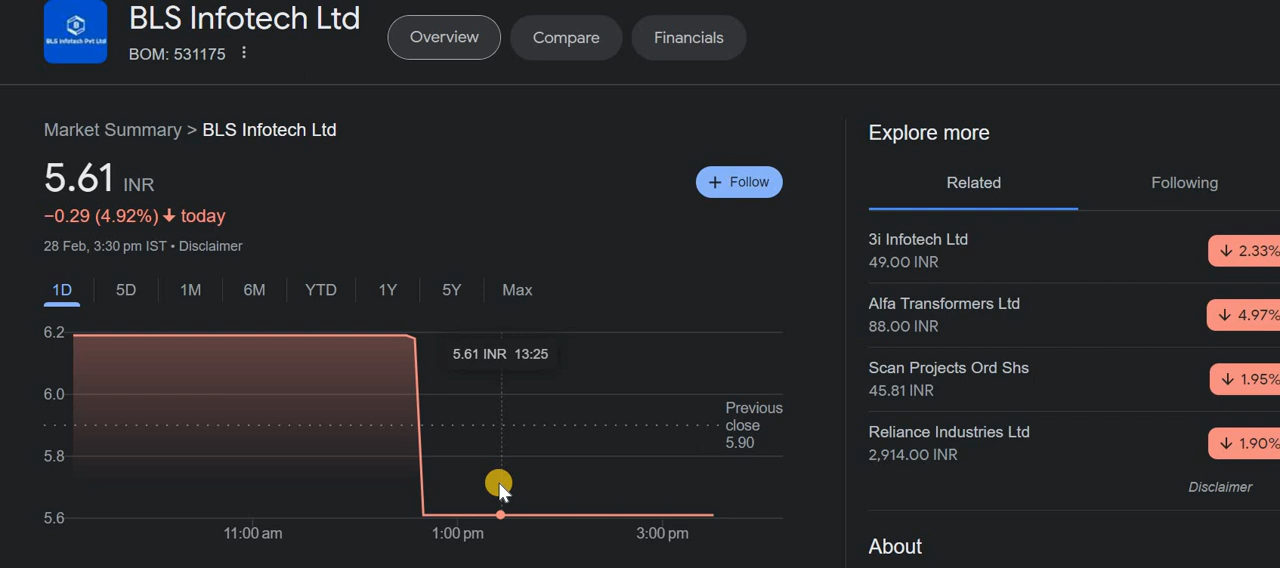 BLS Infotech Pvt Ltd
BLS Infotech Ltd
BOM: 531175
Overview
Compare
Financials
Market Summary > BLS Infotech Ltd
5.61 INR
−0.29 (4.92%) ↓ today
28 Feb, 3:30 pm IST • Disclaimer
+ Follow
1D 5D 1M 6M YTD 1Y 5Y Max
6.2
6.0
5.8
5.6
5.61 INR 13:25
Previous
close
5.90
11:00 am 1:00 pm 3:00 pm
Explore more
Related Following
3i Infotech Ltd
49.00 INR
↓ 2.33%
Alfa Transformers Ltd
88.00 INR
↓ 4.97%
Scan Projects Ord Shs
45.81 INR
↓ 1.95%
Reliance Industries Ltd
2,914.00 INR
↓ 1.90%
Disclaimer
About